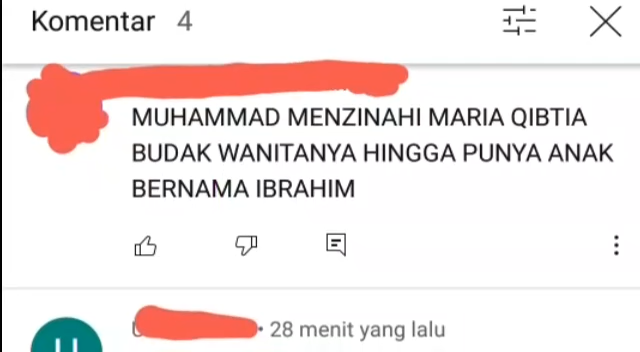 Komentar 4
MUHAMMAD MENZINAHI MARIA QIBTIA
BUDAK WANITANYA HINGGA PUNYA ANAK
BERNAMA IBRAHIM
• 28 menit yang lalu